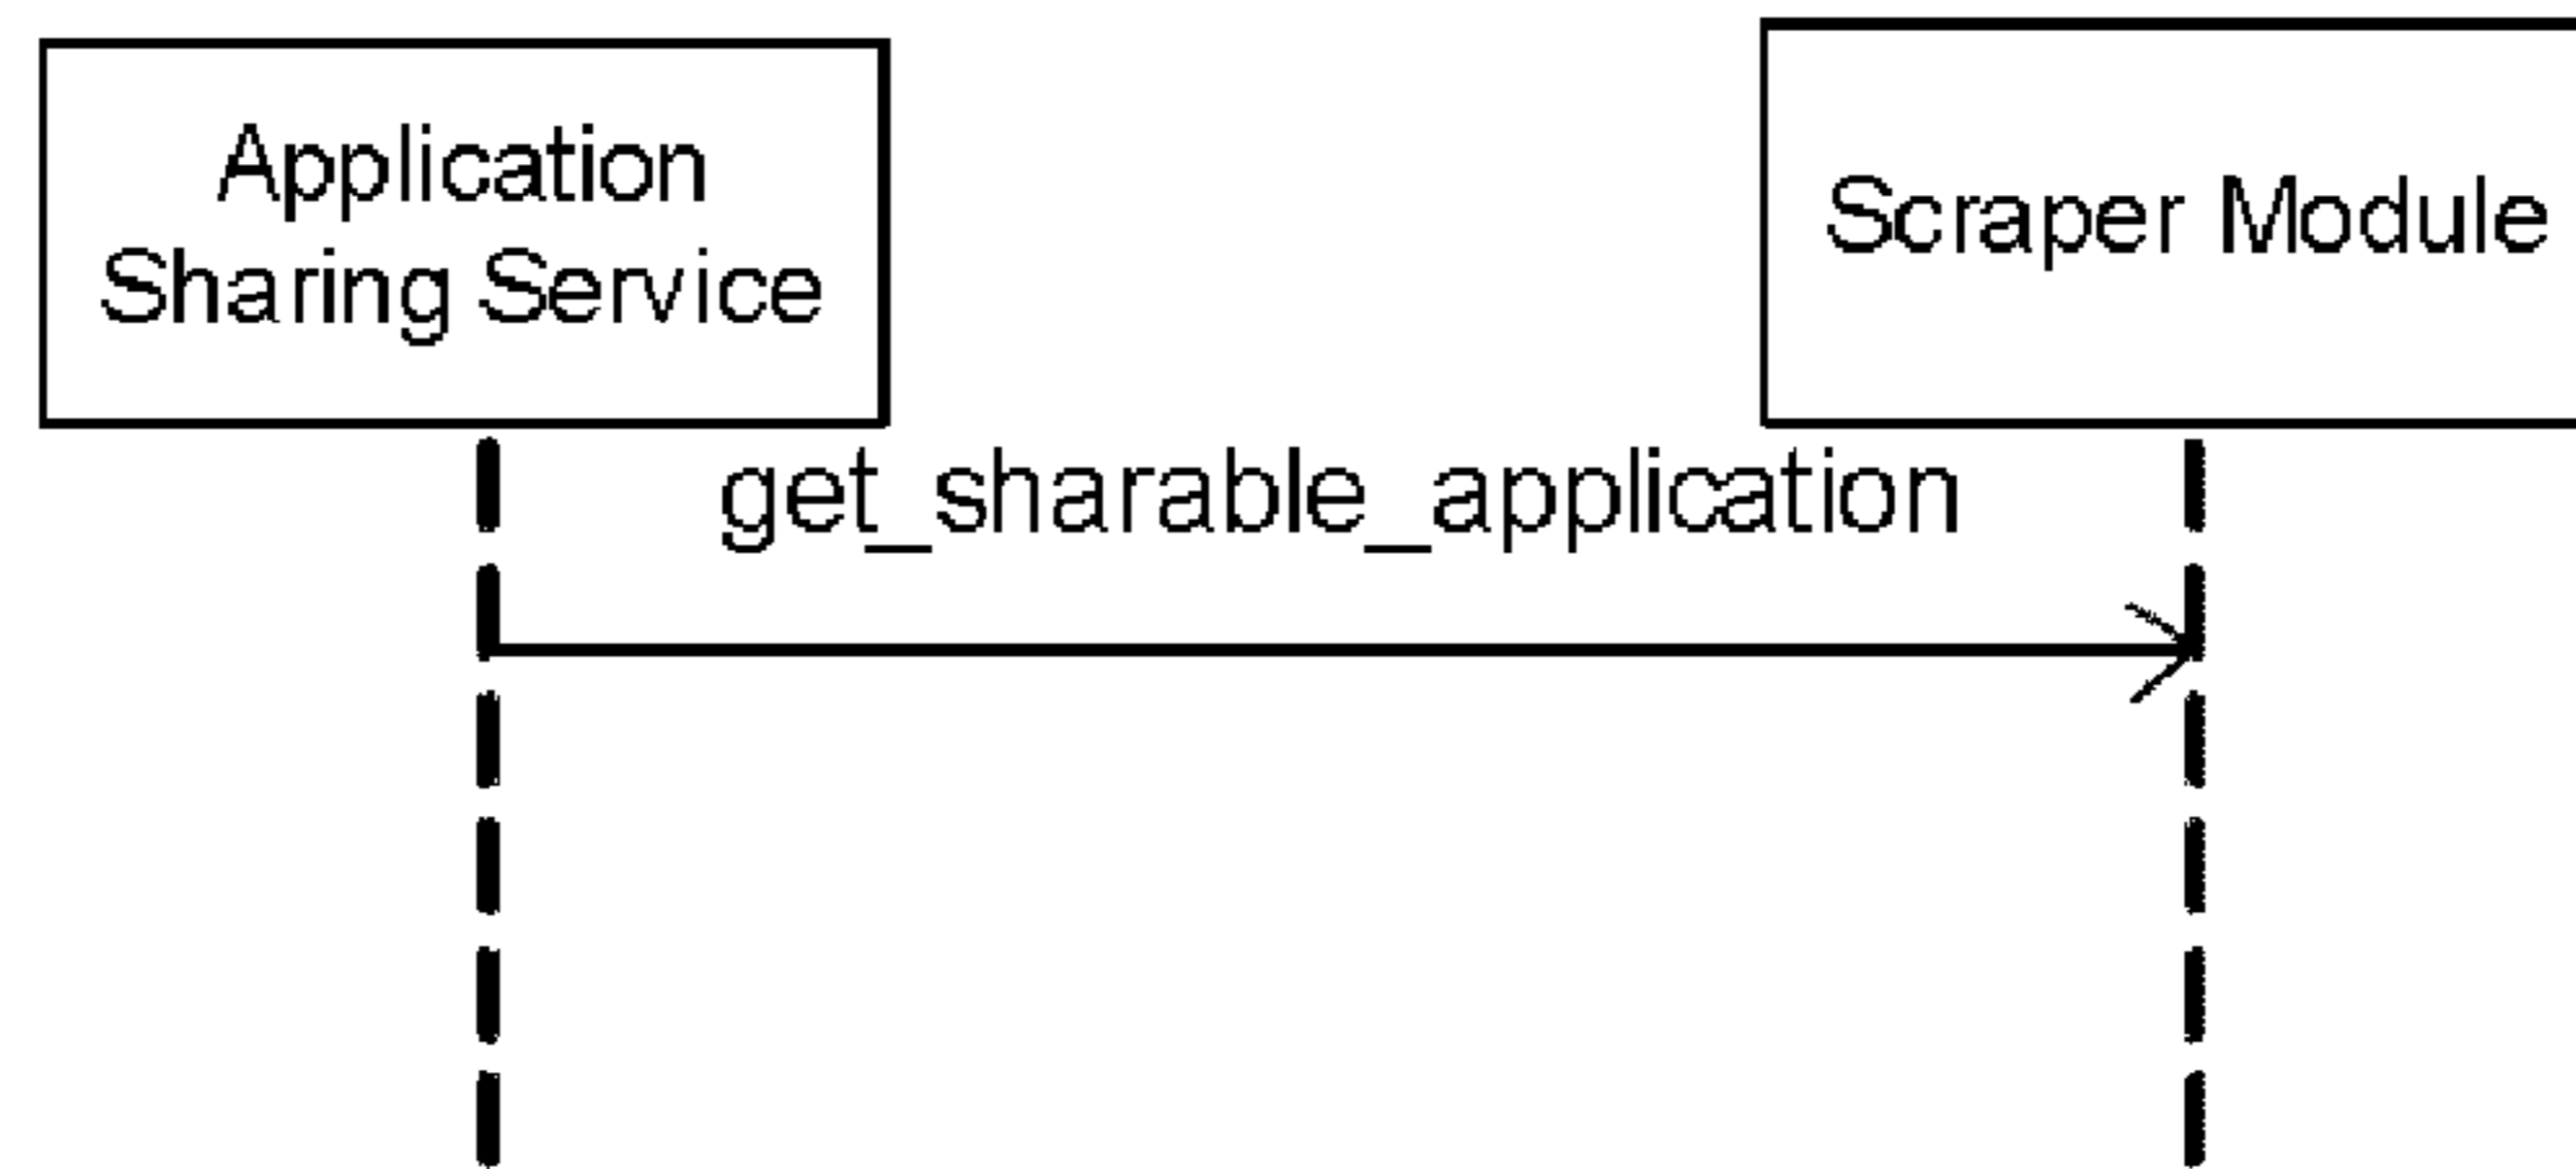 Application
Sharing Service
Scraper Module
get_sharable_application